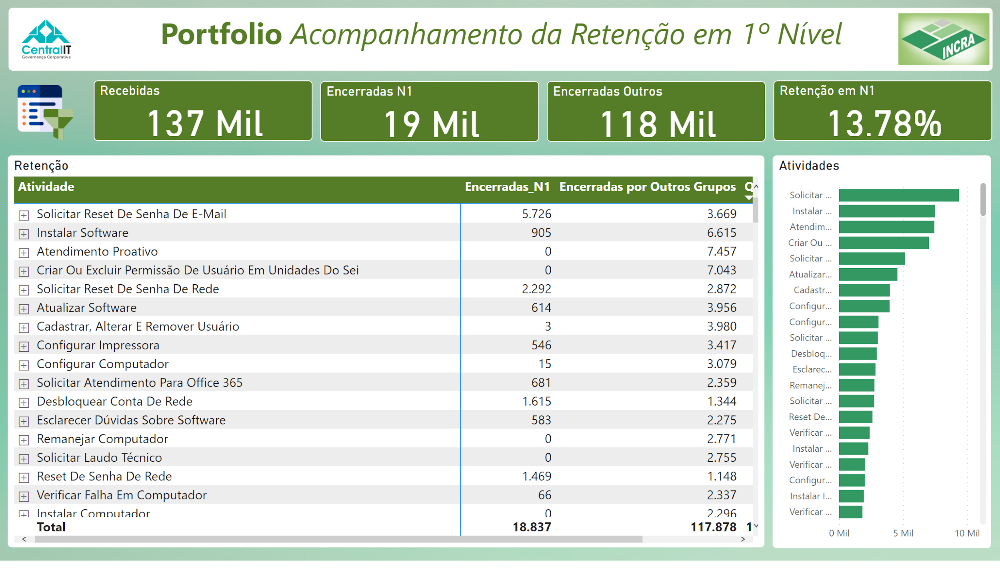 CentralIT
Governança Corporativa
Portfolio Acompanhamento da Retenção em 1º Nível
INCRA
Recebidas
137 Mil
Encerradas N1
19 Mil
Encerradas Outros
118 Mil
Retenção em N1
13.78%
Retenção
Atividade Encerradas_N1 Encerradas por Outros Grupos Q
Solicitar Reset De Senha De E-Mail 5.726 3.669
Instalar Software 905 6.615
Atendimento Proativo 0 7.457
Criar Ou Excluir Permissão De Usuário Em Unidades Do Sei 0 7.043
Solicitar Reset De Senha De Rede 2.292 2.872
Atualizar Software 614 3.956
Cadastrar, Alterar E Remover Usuário 3 3.980
Configurar Impressora 546 3.417
Configurar Computador 15 3.079
Solicitar Atendimento Para Office 365 681 2.359
Desbloquear Conta De Rede 1.615 1.344
Esclarecer Dúvidas Sobre Software 583 2.275
Remanejar Computador 0 2.771
Solicitar Laudo Técnico 0 2.755
Reset De Senha De Rede 1.469 1.148
Verificar Falha Em Computador 66 2.337
Instalar Computador 0 2.296
Total 18.837 117.878 1
Atividades
Solicitar ...
Instalar ...
Atendim...
Criar Ou ...
Solicitar ...
Atualizar...
Cadastr...
Configur...
Configur...
Solicitar ...
Desbloq...
Esclarec...
Remanej...
Solicitar ...
Reset De...
Verificar ...
Instalar ...
Verificar ...
Configur...
Instalar I...
Verificar ...
0 Mil 5 Mil 10 Mil